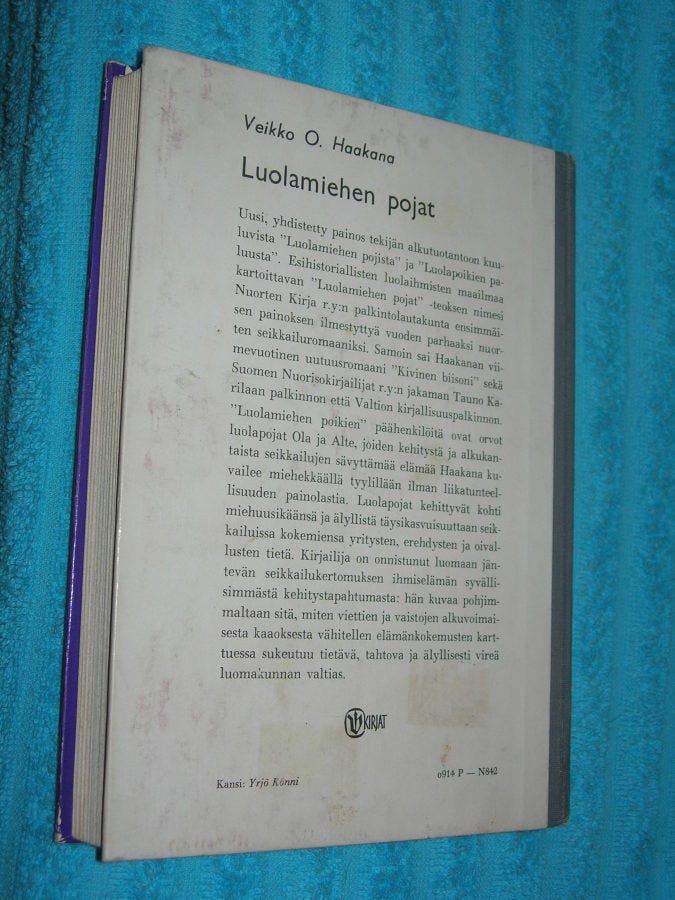 Veikko O. Haakana
Luolamiehen pojat
Uusi, yhdistetty painos tekijän alkutuotantoon kuu-
luvista "Luolamiehen pojista" ja "Luolapoikien pa-
luusta". Esihistoriallisten luolaihmisten maailmaa
kartoittavan "Luolamiehen pojat" -teoksen nimesi
Nuorten Kirja r.y:n palkintolautakunta ensimmäi-
sen painoksen ilmestyttyä vuoden parhaaksi nuor-
ten seikkailuromaaniksi. Samoin sai Haakanan vii-
mevuotinen uutuusromaani "Kivinen biisoni" sekä
Suomen Nuorisokirjailijat r.y:n jakaman Tauno Ka-
rilaan palkinnon että Valtion kirjallisuuspalkinnon.
"Luolamiehen poikien" päähenkilöitä ovat orvot
luolapojat Ola ja Alte, joiden kehitystä ja alkukan-
taista seikkailujen sävyttämää elämää Haakana ku-
vailee miehekkäällä tyylillään ilman liikatunteel-
lisuuden painolastia. Luolapojat kehittyvät kohti
miehuusikäänsä ja älyllistä täysikasvuisuuttaan seik-
kailuissa kokemiensa yritysten, erehdysten ja oival-
lusten tietä. Kirjailija on onnistunut luomaan jän-
tevän seikkailukertomuksen ihmiselämän syvälli-
simmästä kehitystapahtumasta: hän kuvaa pohjim-
maltaan sitä, miten viettien ja vaistojen alkuvoimai-
sesta kaaoksesta vähitellen elämänkokemusten kart-
tuessa sukeutuu tietävä, tahtova ja älyllisesti vireä
luomakunnan valtias.
KIRJAT
Kansi: Yrjö Könni
0914 P — N842